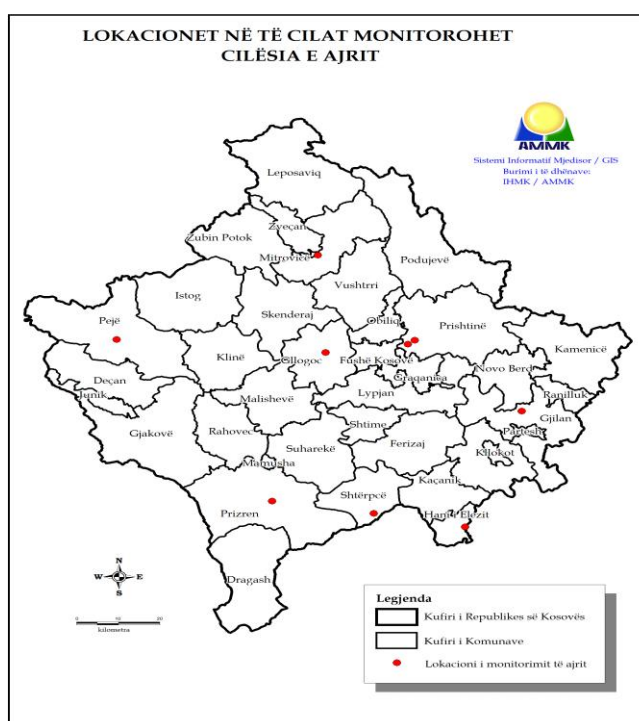 LOKACIONET NË TË CILAT MONITOROHET
CILËSIA E AJRIT
AMMK
Sistemi Informatif Mjedisor / GIS
Burimi i të dhënave:
IHMK / AMMK
Leposaviq
Zveçan
Zubin Potok
Mitrovicë
Podujevë
Vushtrri
Istog
Skenderaj
Obiliq
Prishtinë
Pejë
Klinë
Gllogoc
Fushë Kosovë
Kamenicë
Graqanica
Novo Berd
Deçan
Junik
Malishevë
Lypjan
Ranilluk
Gjilan
Shtime
Partesh
Gjakovë
Rahovec
Suharekë
Ferizaj
Kllokot
Mamusha
Kaçanik
Shtërpcë
Prizren
Hani i Elezit
Dragash
N
W
E
S
kilometra
Legjenda
Kufiri i Republikes së Kosovës
Kufiri i Komunave
Lokacioni i monitorimit të ajrit